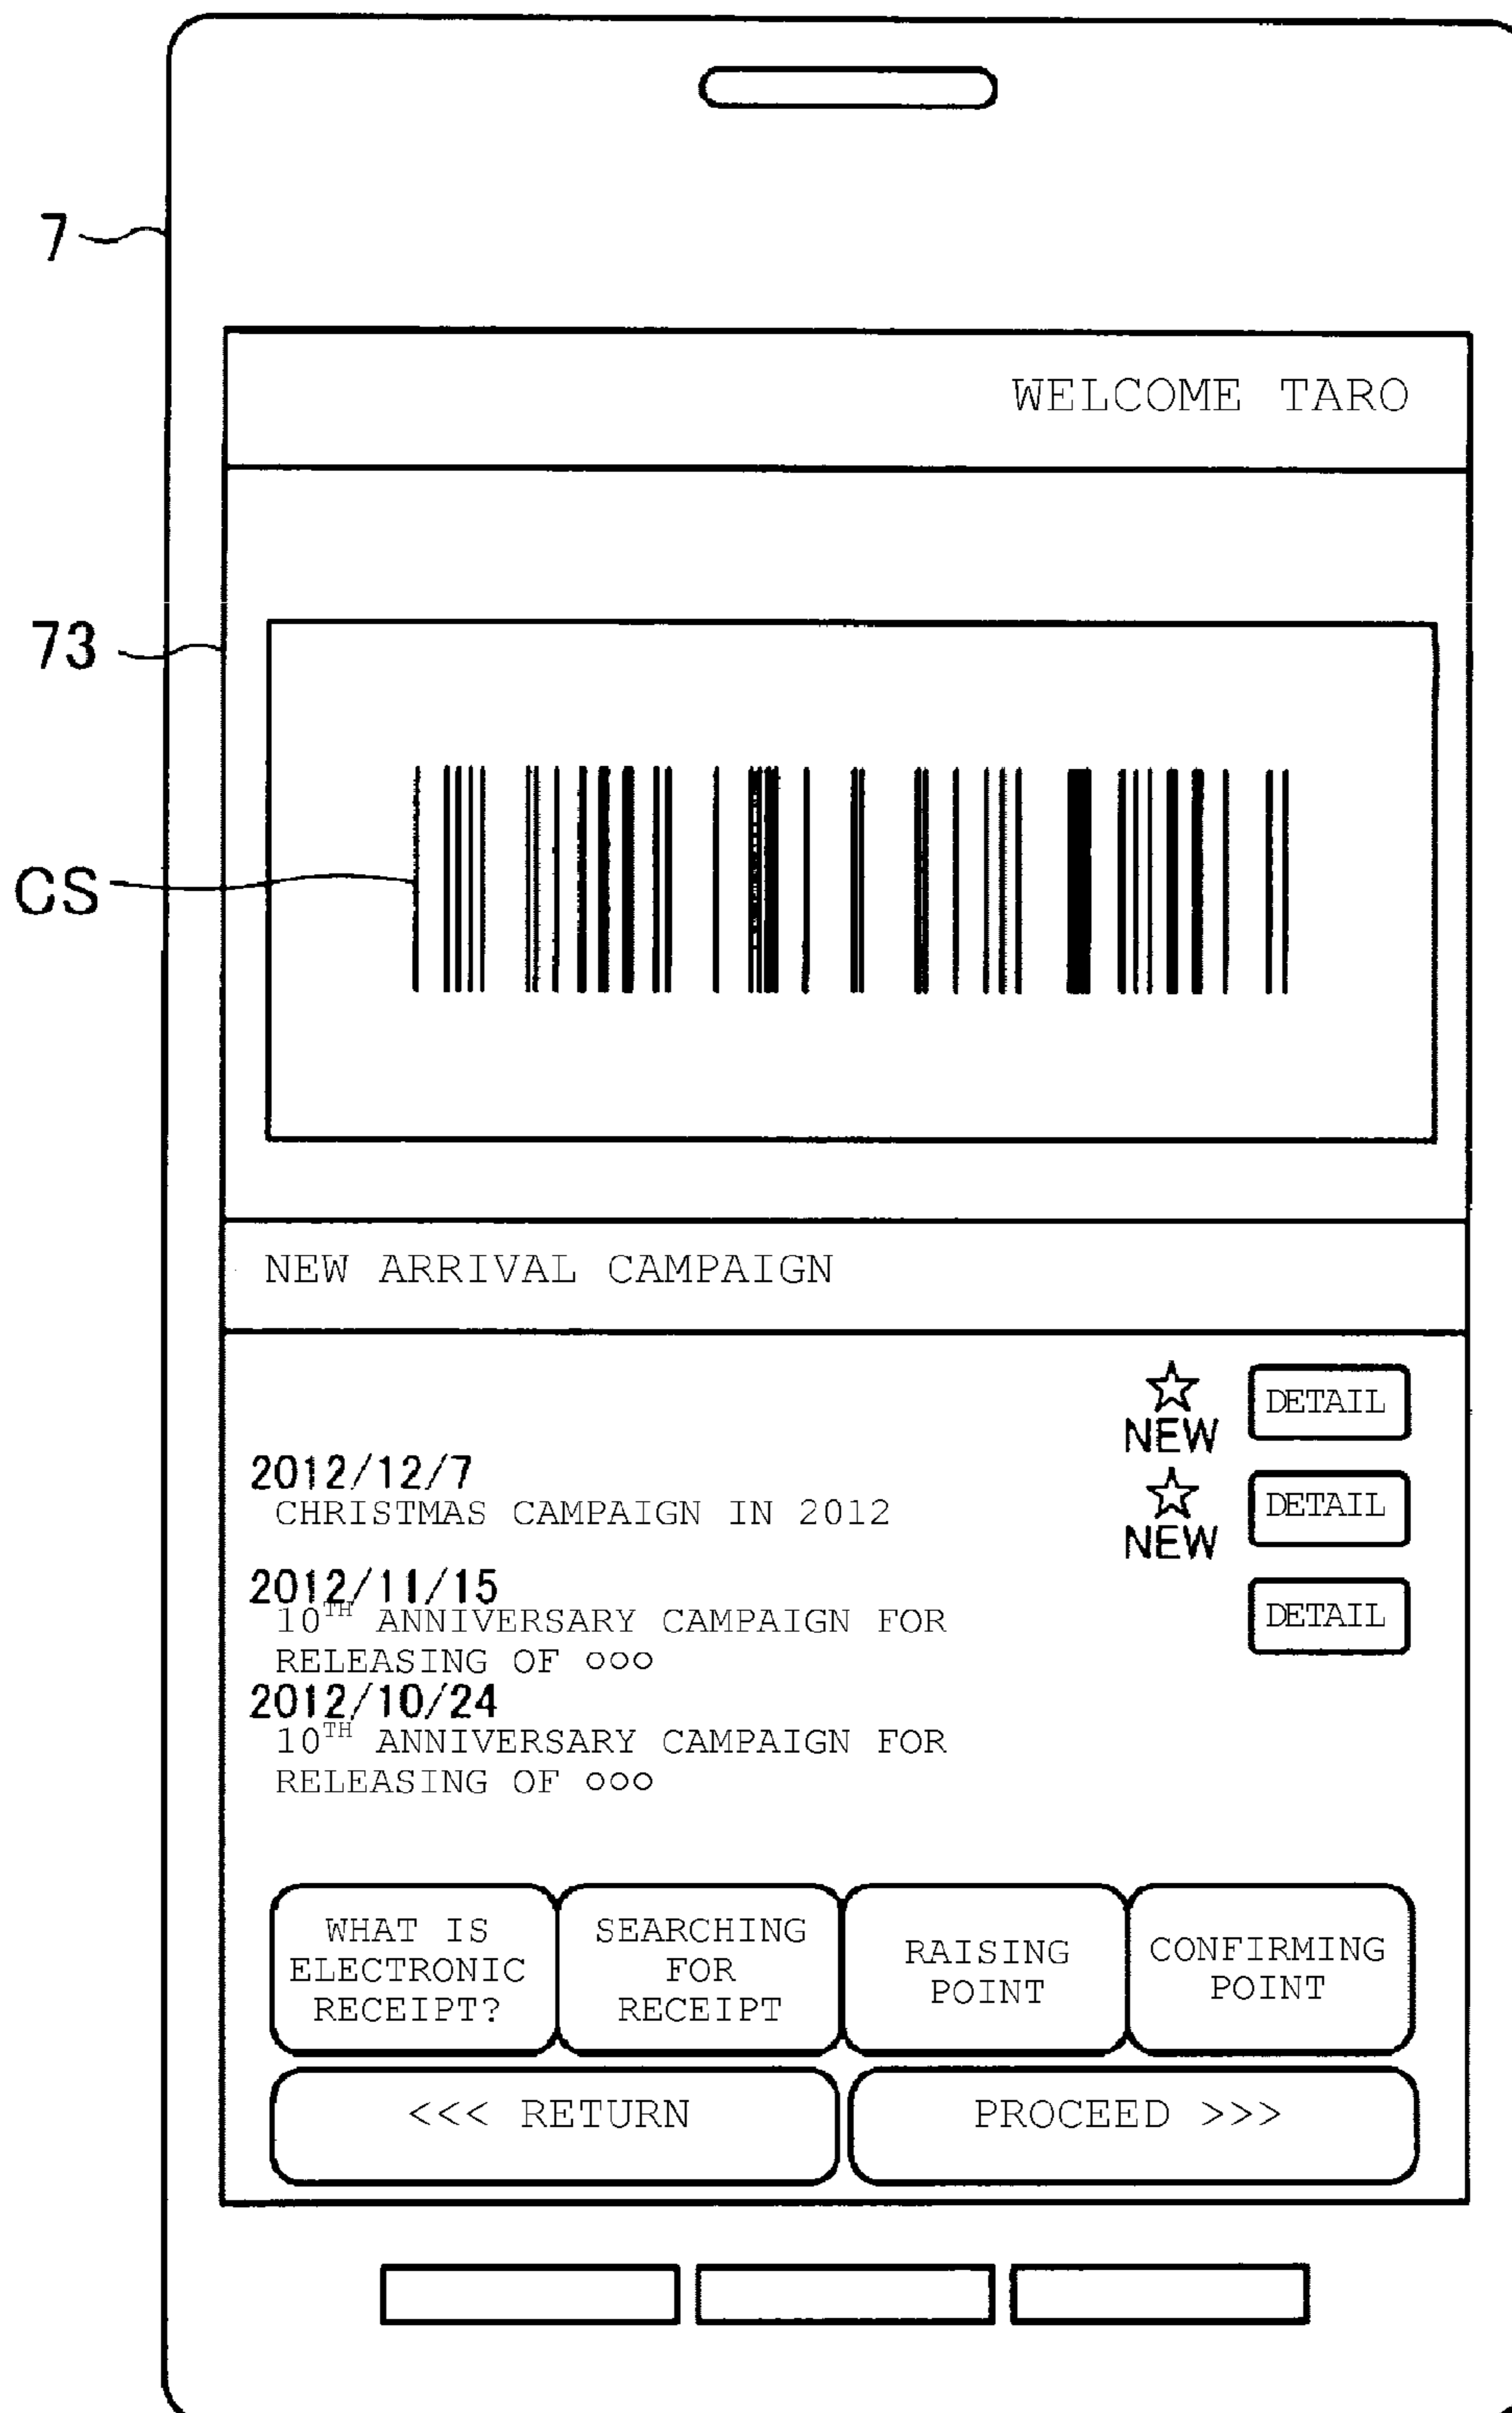 7
WELCOME TARO
73
CS
NEW ARRIVAL CAMPAIGN
☆ DETAIL
NEW
2012/12/7
☆ DETAIL
CHRISTMAS CAMPAIGN IN 2012
NEW
2012/11/15
10TH ANNIVERSARY CAMPAIGN FOR
DETAIL
RELEASING OF ○○○
2012/10/24
10TH ANNIVERSARY CAMPAIGN FOR
RELEASING OF ○○○
WHAT IS
ELECTRONIC
RECEIPT?
SEARCHING
FOR
RECEIPT
RAISING
POINT
CONFIRMING
POINT
<<< RETURN
PROCEED >>>